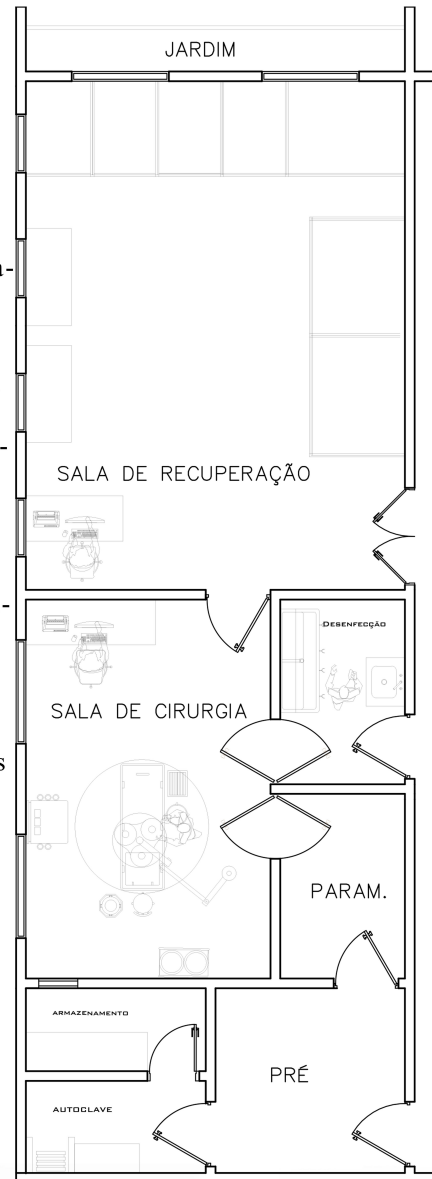 JARDIM
a-
-
SALA DE RECUPERAÇÃO
-
DESENFECÇÃO
SALA DE CIRURGIA
s
PARAM.
ARMAZENAMENTO
PRÉ
AUTOCLAVE